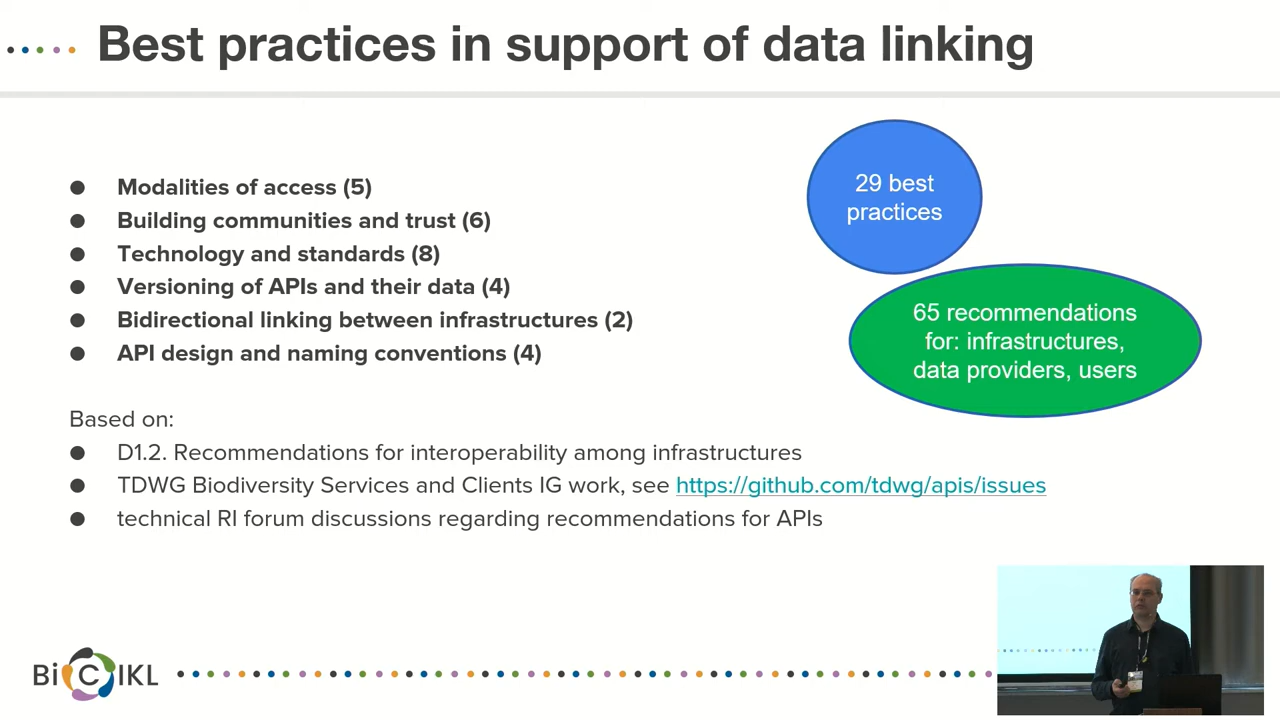 Best practices in support of data linking
● Modalities of access (5)
● Building communities and trust (6)
● Technology and standards (8)
● Versioning of APIs and their data (4)
● Bidirectional linking between infrastructures (2)
● API design and naming conventions (4)
29 best
practices
65 recommendations
for: infrastructures,
data providers, users
Based on:
● D1.2. Recommendations for interoperability among infrastructures
● TDWG Biodiversity Services and Clients IG work, see https://github.com/tdwg/apis/issues
● technical RI forum discussions regarding recommendations for APIs
BiCIKL